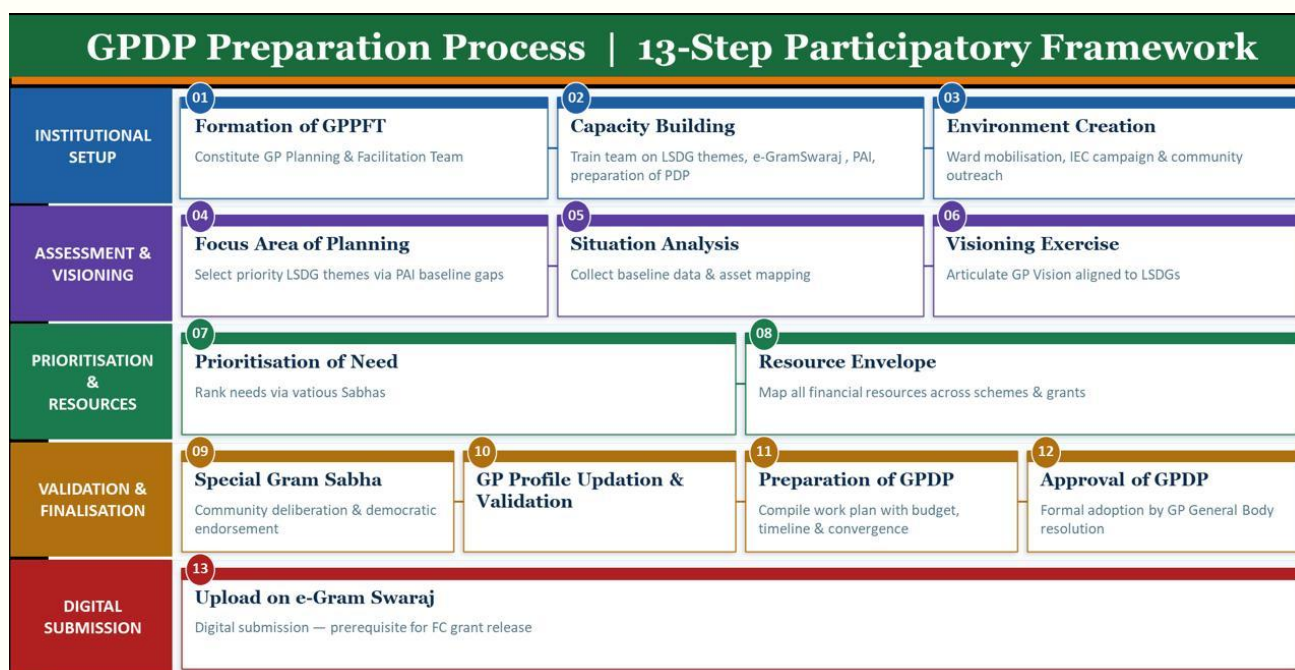 GPDP Preparation Process | 13-Step Participatory Framework
INSTITUTIONAL
SETUP
01
Formation of GPPFT
Constitute GP Planning & Facilitation Team
02
Capacity Building
Train team on LSDG themes, e-GramSwaraj , PAI,
preparation of PDP
03
Environment Creation
Ward mobilisation, IEC campaign & community
outreach
ASSESSMENT &
VISIONING
04
Focus Area of Planning
Select priority LSDG themes via PAI baseline gaps
05
Situation Analysis
Collect baseline data & asset mapping
06
Visioning Exercise
Articulate GP Vision aligned to LSDGs
PRIORITISATION
&
RESOURCES
07
Prioritisation of Need
Rank needs via vatious Sabhas
08
Resource Envelope
Map all financial resources across schemes & grants
VALIDATION &
FINALISATION
09
Special Gram Sabha
Community deliberation & democratic
endorsement
10
GP Profile Updation &
Validation
11
Preparation of GPDP
Compile work plan with budget,
timeline & convergence
12
Approval of GPDP
Formal adoption by GP General Body
resolution
DIGITAL
SUBMISSION
13
Upload on e-Gram Swaraj
Digital submission — prerequisite for FC grant release